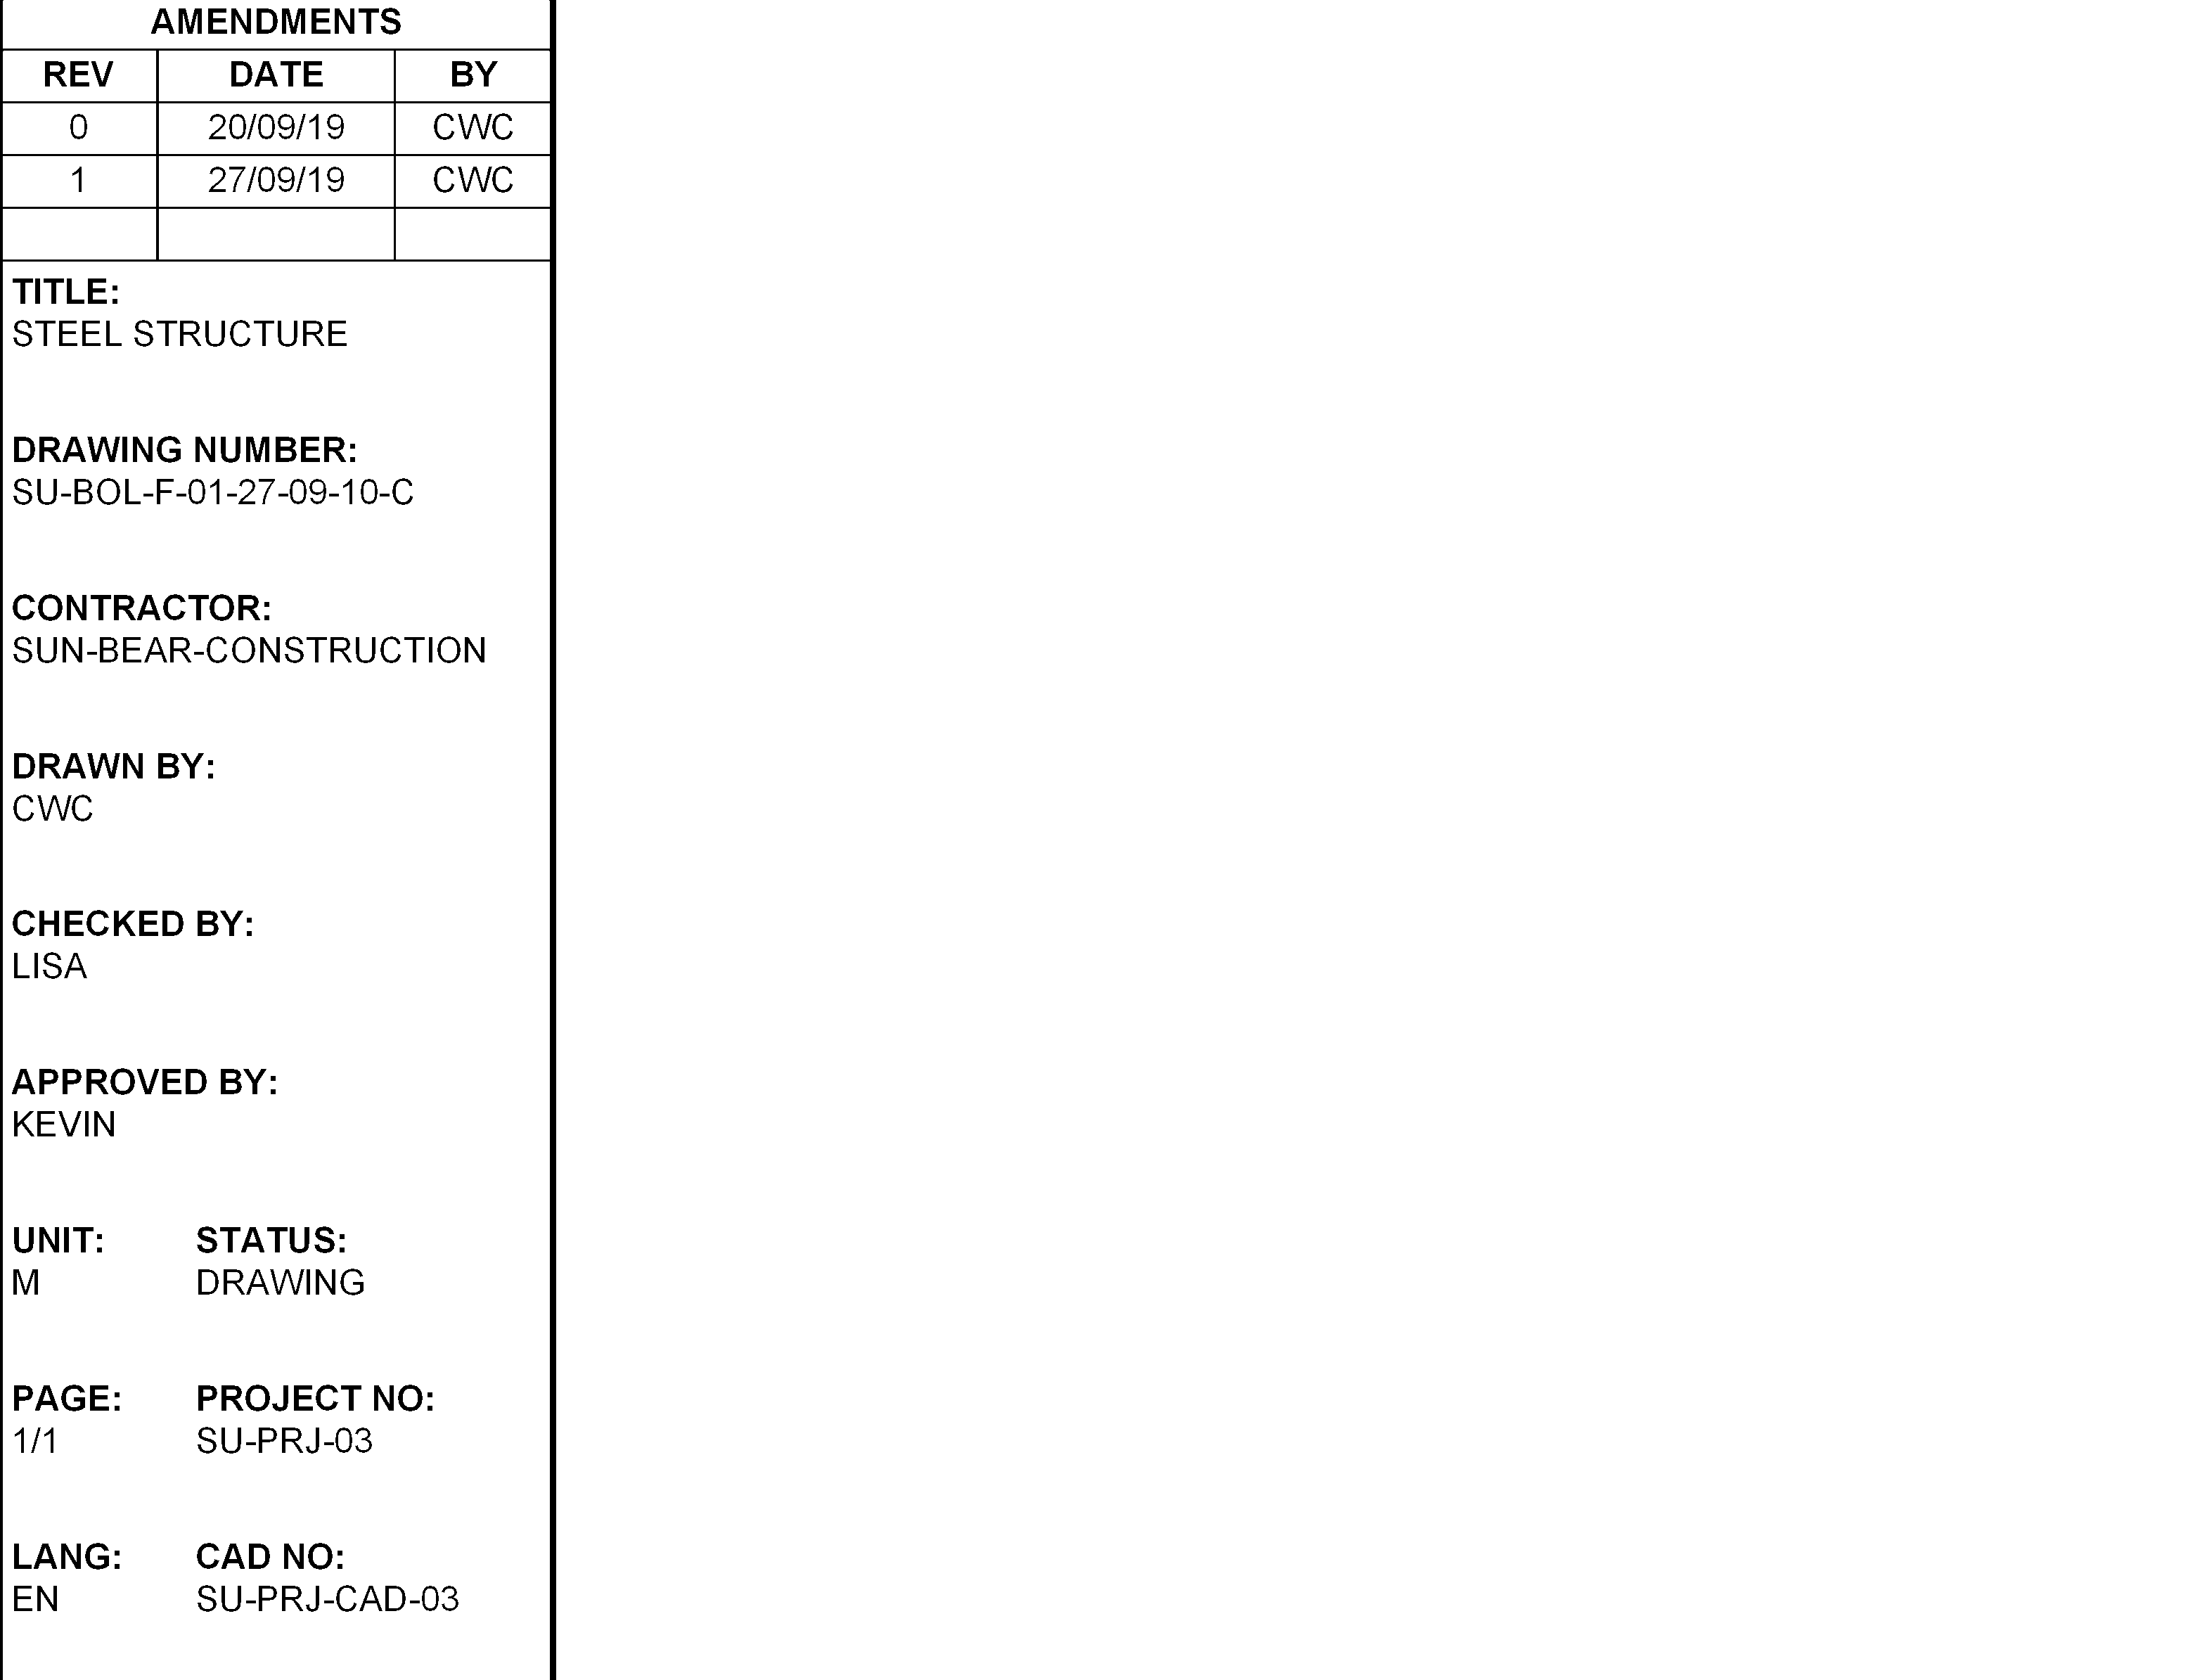 AMENDMENTS
REV DATE BY
0 20/09/19 CWC
1 27/09/19 CWC
TITLE:
STEEL STRUCTURE
DRAWING NUMBER:
SU-BOL-F-01-27-09-10-C
CONTRACTOR:
SUN-BEAR-CONSTRUCTION
DRAWN BY:
CWC
CHECKED BY:
LISA
APPROVED BY:
KEVIN
UNIT: STATUS:
M DRAWING
PAGE: PROJECT NO:
1/1 SU-PRJ-03
LANG: CAD NO:
EN SU-PRJ-CAD-03